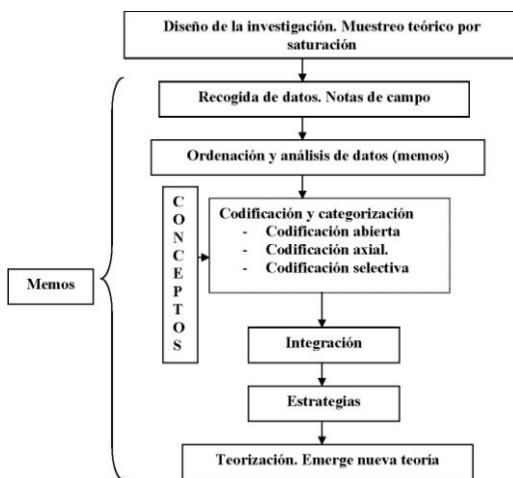 Diseño de la investigación. Muestreo teórico por
saturación
Recogida de datos. Notas de campo
Ordenación y análisis de datos (memos)
C
O
N
C
E
P
T
O
S
Codificación y categorización
- Codificación abierta
- Codificación axial.
- Codificación selectiva
Memos
Integración
Estrategias
Teorización. Emerge nueva teoría